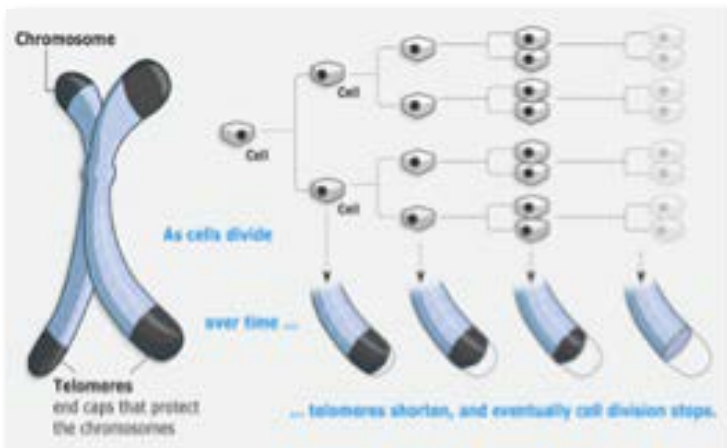 Chromosome
Cell
Cell
Cell
As cells divide
over time ...
Telomeres
end caps that protect
the chromosomes
... telomeres shorten, and eventually cell division stops.